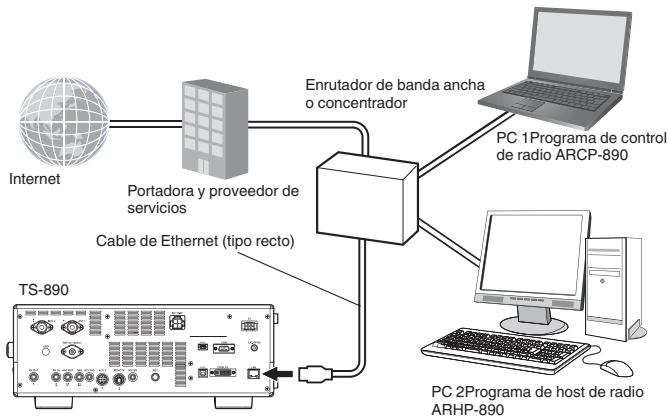 Enrutador de banda ancha
o concentrador
PC 1Programa de control
de radio ARCP-890
Internet
Portadora y proveedor de
servicios
Cable de Ethernet (tipo recto)
TS-890
PC 2Programa de host de radio
ARHP-890